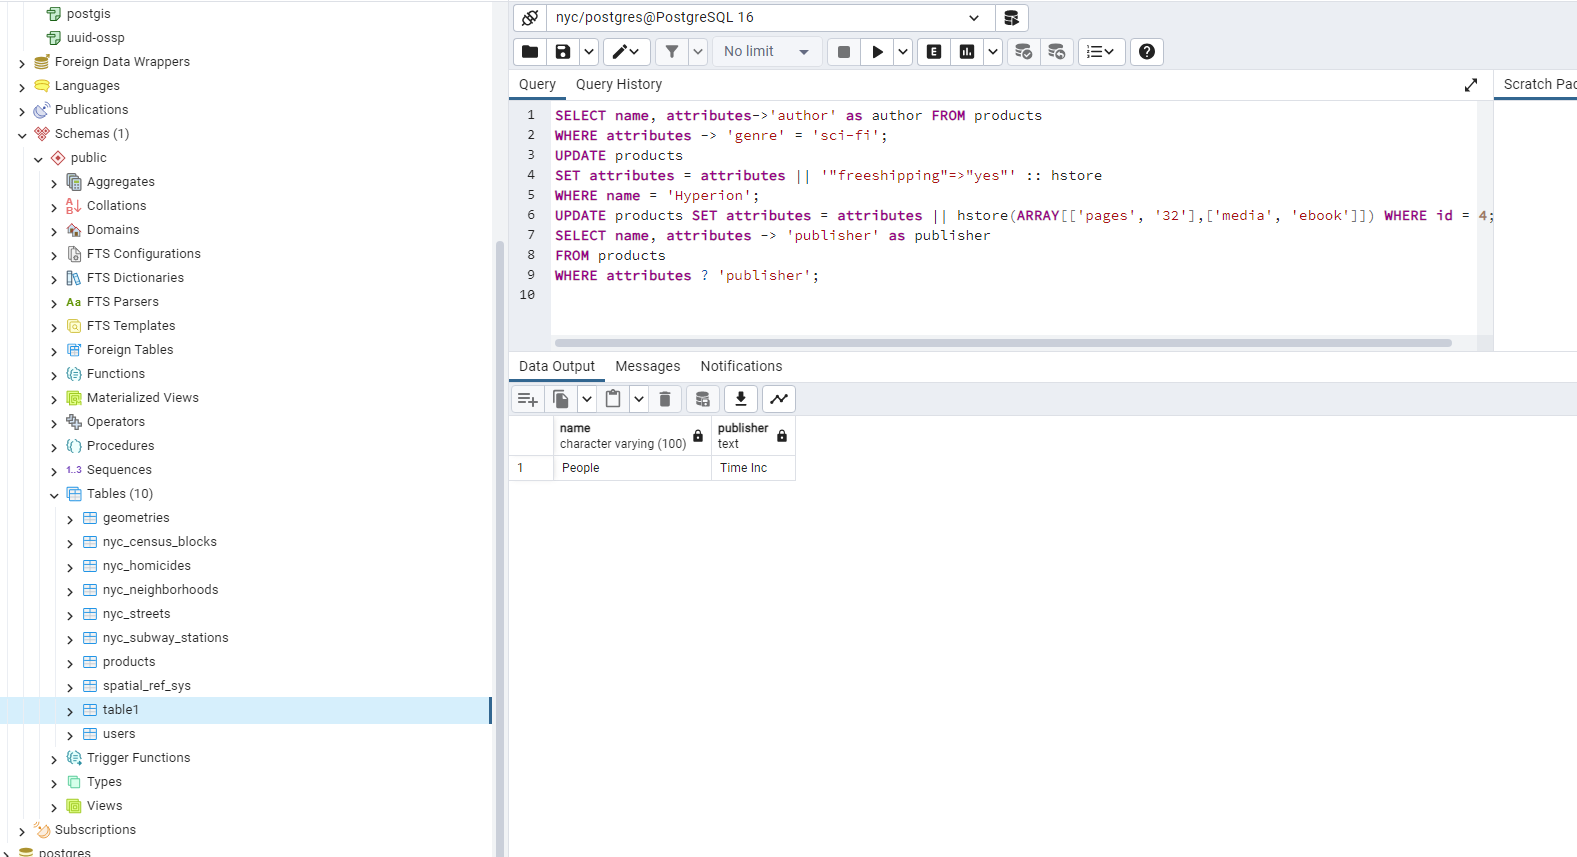 postgis
uuid-ossp
Foreign Data Wrappers
Languages
Publications
Schemas (1)
public
Aggregates
Collations
Domains
FTS Configurations
FTS Dictionaries
Aa FTS Parsers
FTS Templates
Foreign Tables
Functions
Materialized Views
Operators
Procedures
1..3 Sequences
Tables (10)
geometries
nyc_census_blocks
nyc_homicides
nyc_neighborhoods
nyc_streets
nyc_subway_stations
products
spatial_ref_sys
table1
users
Trigger Functions
Types
Views
Subscriptions
postgres
nyc/postgres@PostgreSQL 16
No limit
E
Query Query History
Scratch Pac
1 SELECT name, attributes->'author' as author FROM products
2 WHERE attributes -> 'genre' = 'sci-fi';
3 UPDATE products
4 SET attributes = attributes || '"freeshipping"=>"yes"' :: hstore
5 WHERE name = 'Hyperion';
6 UPDATE products SET attributes = attributes || hstore(ARRAY[['pages', '32'],['media', 'ebook']]) WHERE id = 4;
7 SELECT name, attributes -> 'publisher' as publisher
8 FROM products
9 WHERE attributes ? 'publisher';
10
Data Output Messages Notifications
name publisher
character varying (100) text
1 People Time Inc